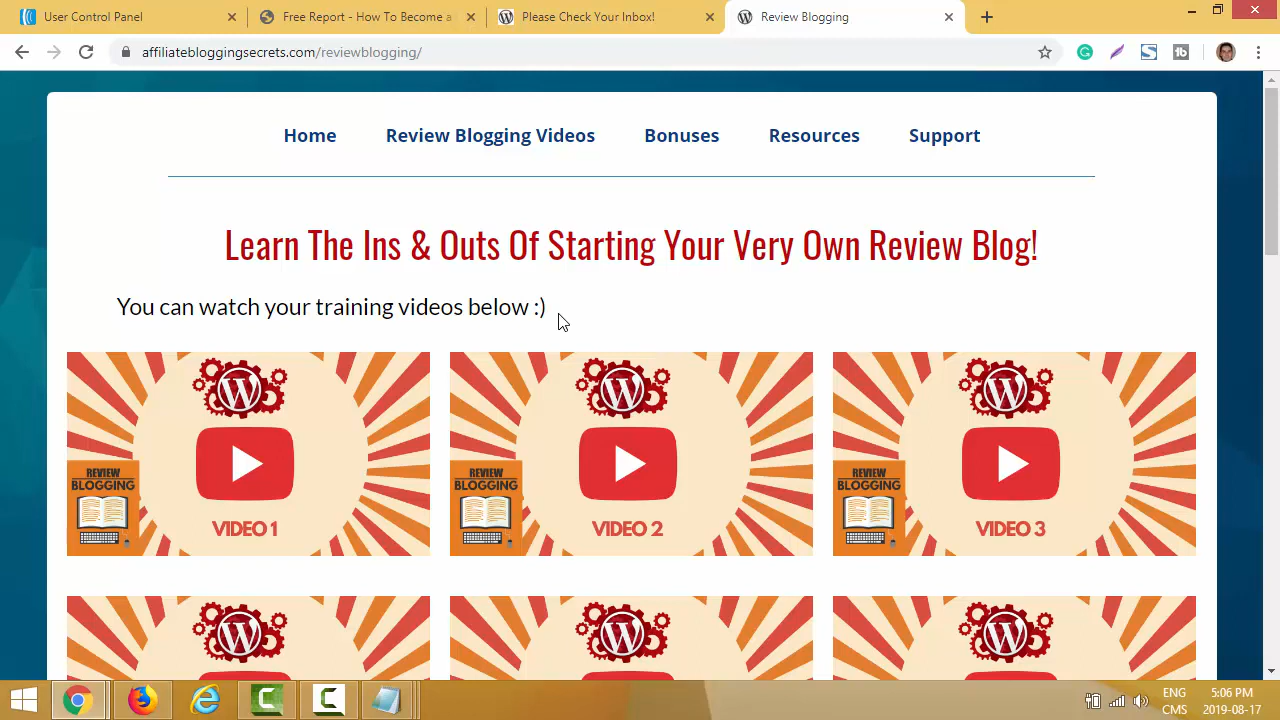 User Control Panel
Free Report - How To Become a
Please Check Your Inbox!
Review Blogging
affiliatebloggingsecrets.com/reviewblogging/
Home Review Blogging Videos Bonuses Resources Support
Learn The Ins & Outs Of Starting Your Very Own Review Blog!
You can watch your training videos below :)
REVIEW
BLOGGING
VIDEO 1
REVIEW
BLOGGING
VIDEO 2
REVIEW
BLOGGING
VIDEO 3
ENG
CMS
5:06 PM
2019-08-17